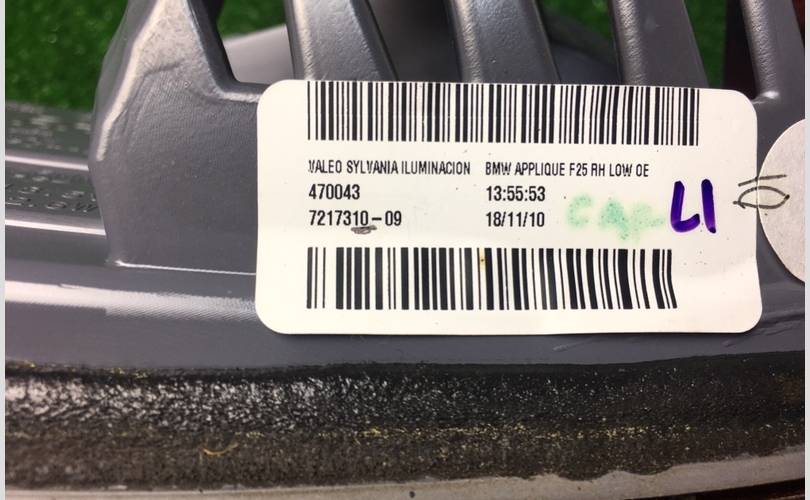 VALEO SYLVANIA ILUMINACION BMW APPLIQUE F25 RH LOW OE
470043 13:55:53
7217310-09 18/11/10
LI